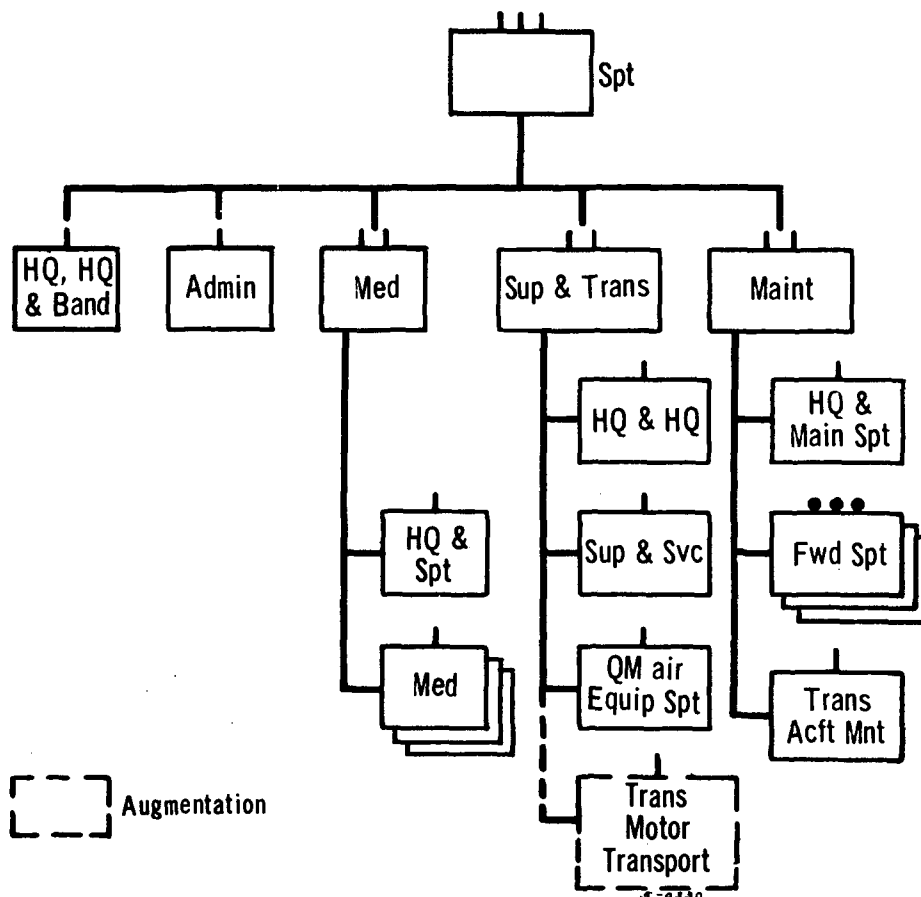 Spt
HQ, HQ
& Band
Admin
Med
Sup & Trans
Maint
HQ & HQ
HQ &
Main Spt
HQ &
Spt
Sup & Svc
Fwd Spt
Med
QM air
Equip Spt
Trans
Acft Mnt
Augmentation
Trans
Motor
Transport